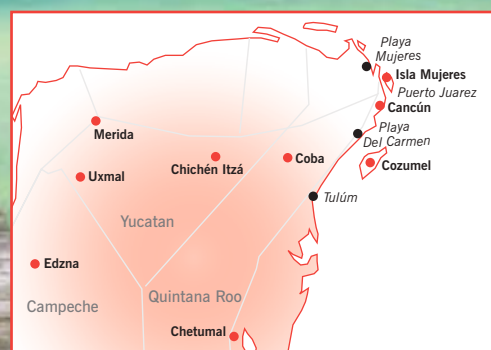 Playa
Mujeres
Isla Mujeres
Puerto Juarez
Cancún
Merida
Playa
Del Carmen
Chichén Itzá
Coba
Cozumel
Uxmal
Tulúm
Yucatan
Edzna
Campeche
Quintana Roo
Chetumal